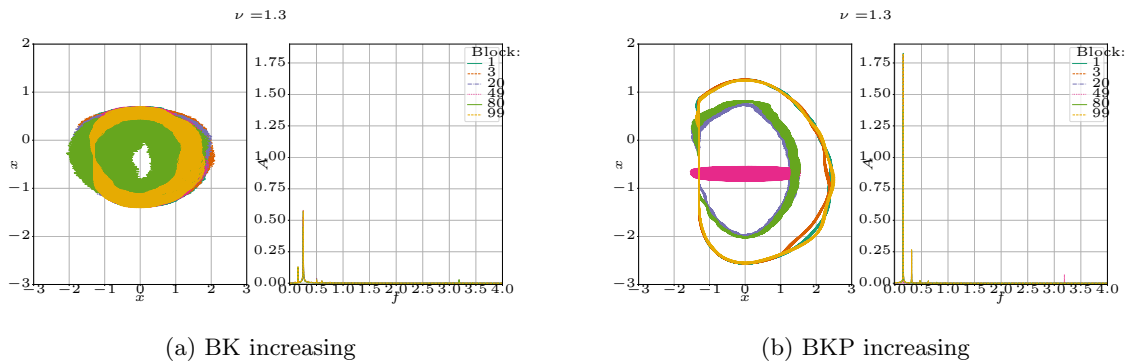 ν =1.3
2
1
0
−1
−2
−3
x
−3 −2 −1 0 1 2 3
x
1.75
1.50
1.25
1.00
0.75
0.50
0.25
0.00
A
0.0 0.5 1.0 1.5 2.0 2.5 3.0 3.5 4.0
f
Block:
1
3
20
49
80
99
(a) BK increasing
ν =1.3
2
1
0
−1
−2
−3
x
−3 −2 −1 0 1 2 3
x
1.75
1.50
1.25
1.00
0.75
0.50
0.25
0.00
A
0.0 0.5 1.0 1.5 2.0 2.5 3.0 3.5 4.0
f
Block:
1
3
20
49
80
99
(b) BKP increasing